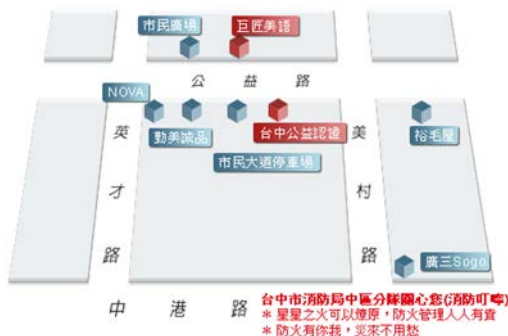 市民廣場
巨匠美語
公益路
NOVA
勤美誠品
市民大道停車場
台中公益認證
裕毛屋
英才路
美村路
廣三Sogo
中港路
台中市消防局中區分隊關心您(消防叮嚀)
* 星星之火可以燎原，防火管理人人有責
* 防火有你我，災來不用愁